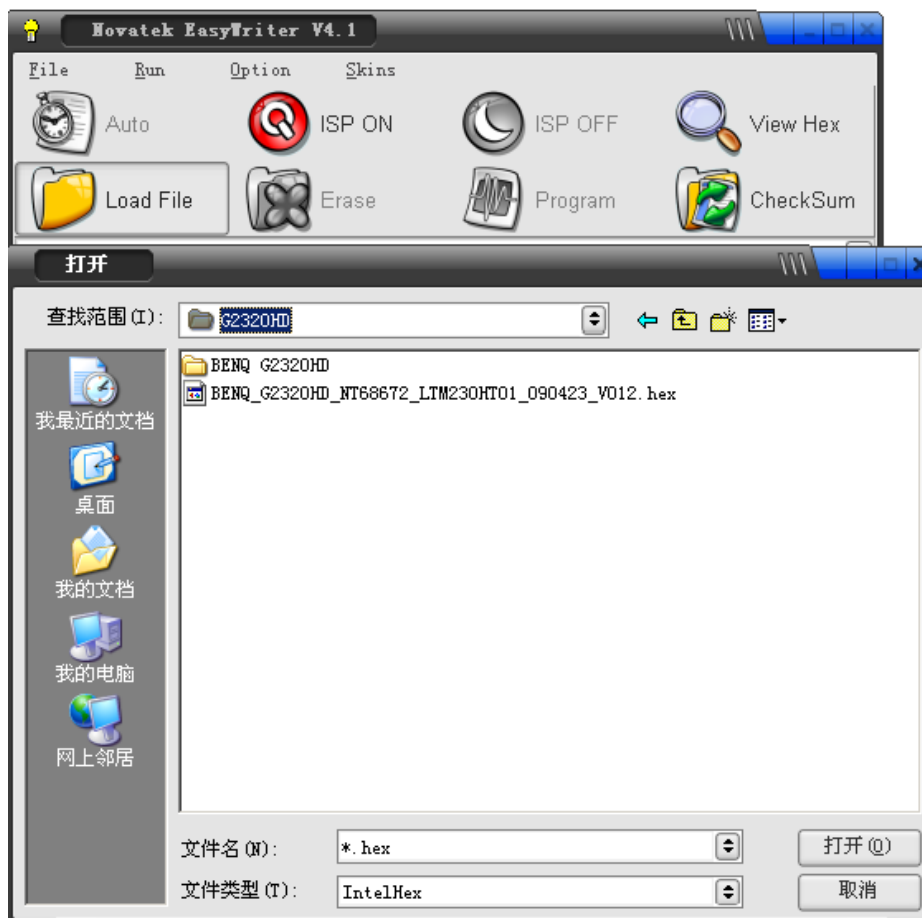 Novatek EasyWriter V4.1
File Run Option Skins
Auto ISP ON ISP OFF View Hex
Load File Erase Program CheckSum
打开
查找范围(I): G2320HD
BENQ G2320HD
BENQ_G2320HD_NT68672_LTM230HT01_090423_V012.hex
我最近的文档
桌面
我的文档
我的电脑
网上邻居
文件名(N): *.hex 打开(O)
文件类型(T): IntelHex 取消